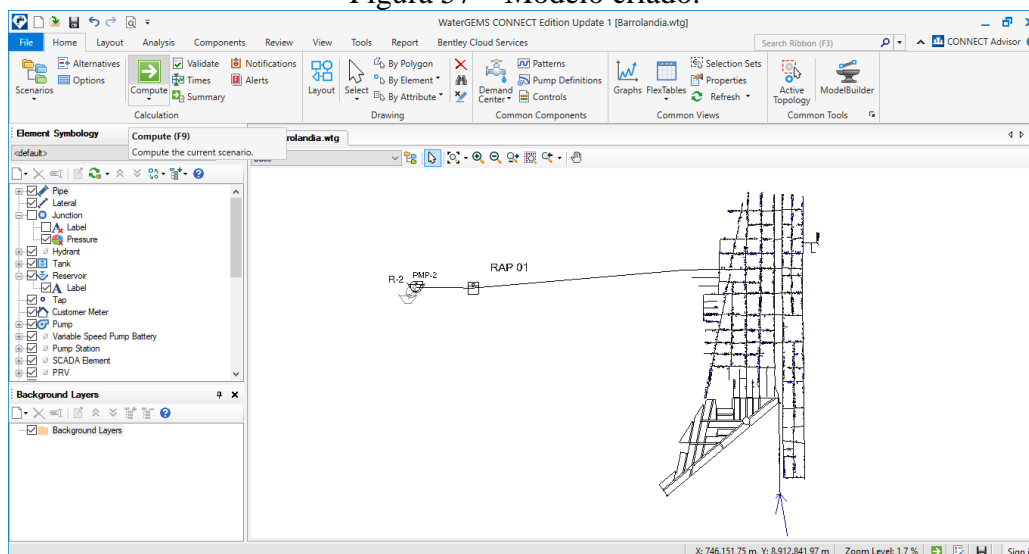 Figura 37 – Modelo criado.
WaterGEMS CONNECT Edition Update 1 [Barrolandia.wtg]
File Home Layout Analysis Components Review View Tools Report Bentley Cloud Services
Search Ribbon (F3)
CONNECT Advisor
Scenarios
Alternatives
Options
Compute
Validate
Times
Summary
Notifications
Alerts
Calculation
Layout
Select
By Polygon
By Element
By Attribute
Drawing
Demand Center
Patterns
Pump Definitions
Controls
Common Components
Graphs
FlexTables
Selection Sets
Properties
Refresh
Common Views
Active Topology
ModelBuilder
Common Tools
Element Symbology
<default>
Compute (F9)
Compute the current scenario.
rolandia.wtg
Pipe
Lateral
Junction
Label
Pressure
Hydrant
Tank
Reservoir
Label
Tap
Customer Meter
Pump
Variable Speed Pump Battery
Pump Station
SCADA Element
PRV
Background Layers
Background Layers
R-2
PMP-2
RAP 01
X: 746.151,75 m, Y: 8.912.841,97 m Zoom Level: 1.7 % Sign i